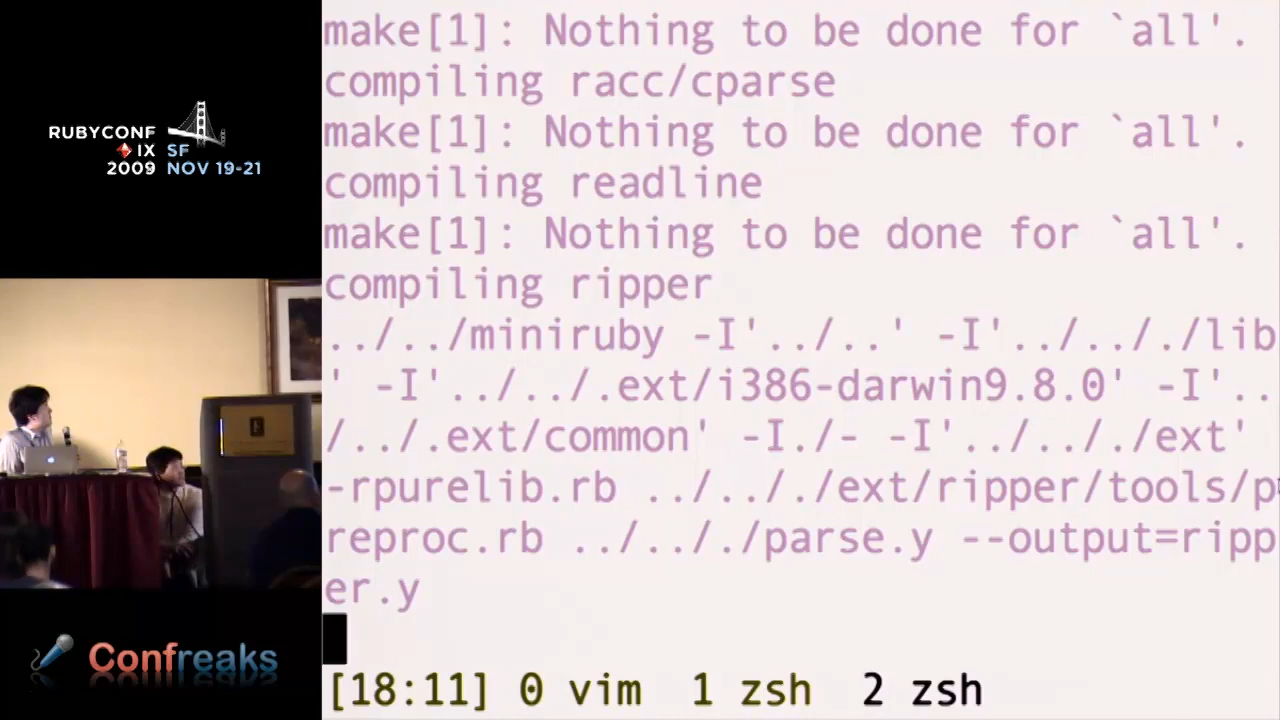 RUBYCONF
IX SF
2009 NOV 19-21
make[1]: Nothing to be done for `all'.
compiling racc/cparse
make[1]: Nothing to be done for `all'.
compiling readline
make[1]: Nothing to be done for `all'.
compiling ripper
../../miniruby -I'../..' -I'../.././lib
' -I'../../.ext/i386-darwin9.8.0' -I'..
/../.ext/common' -I./- -I'../.././ext'
-rpurelib.rb ../.././ext/ripper/tools/p
reproc.rb ../.././parse.y --output=ripp
er.y
[18:11] 0 vim 1 zsh 2 zsh
Confreaks